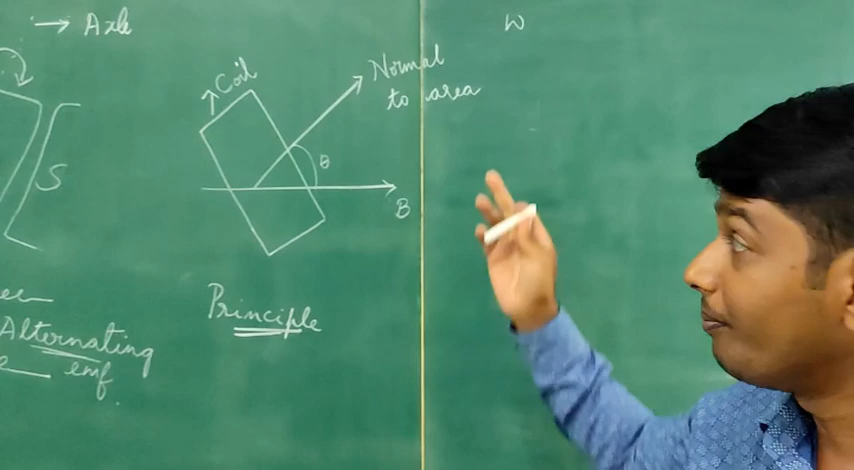 → Axle
S
Coil
Normal
to area
θ
B
Principle
Alternating
emf.
W